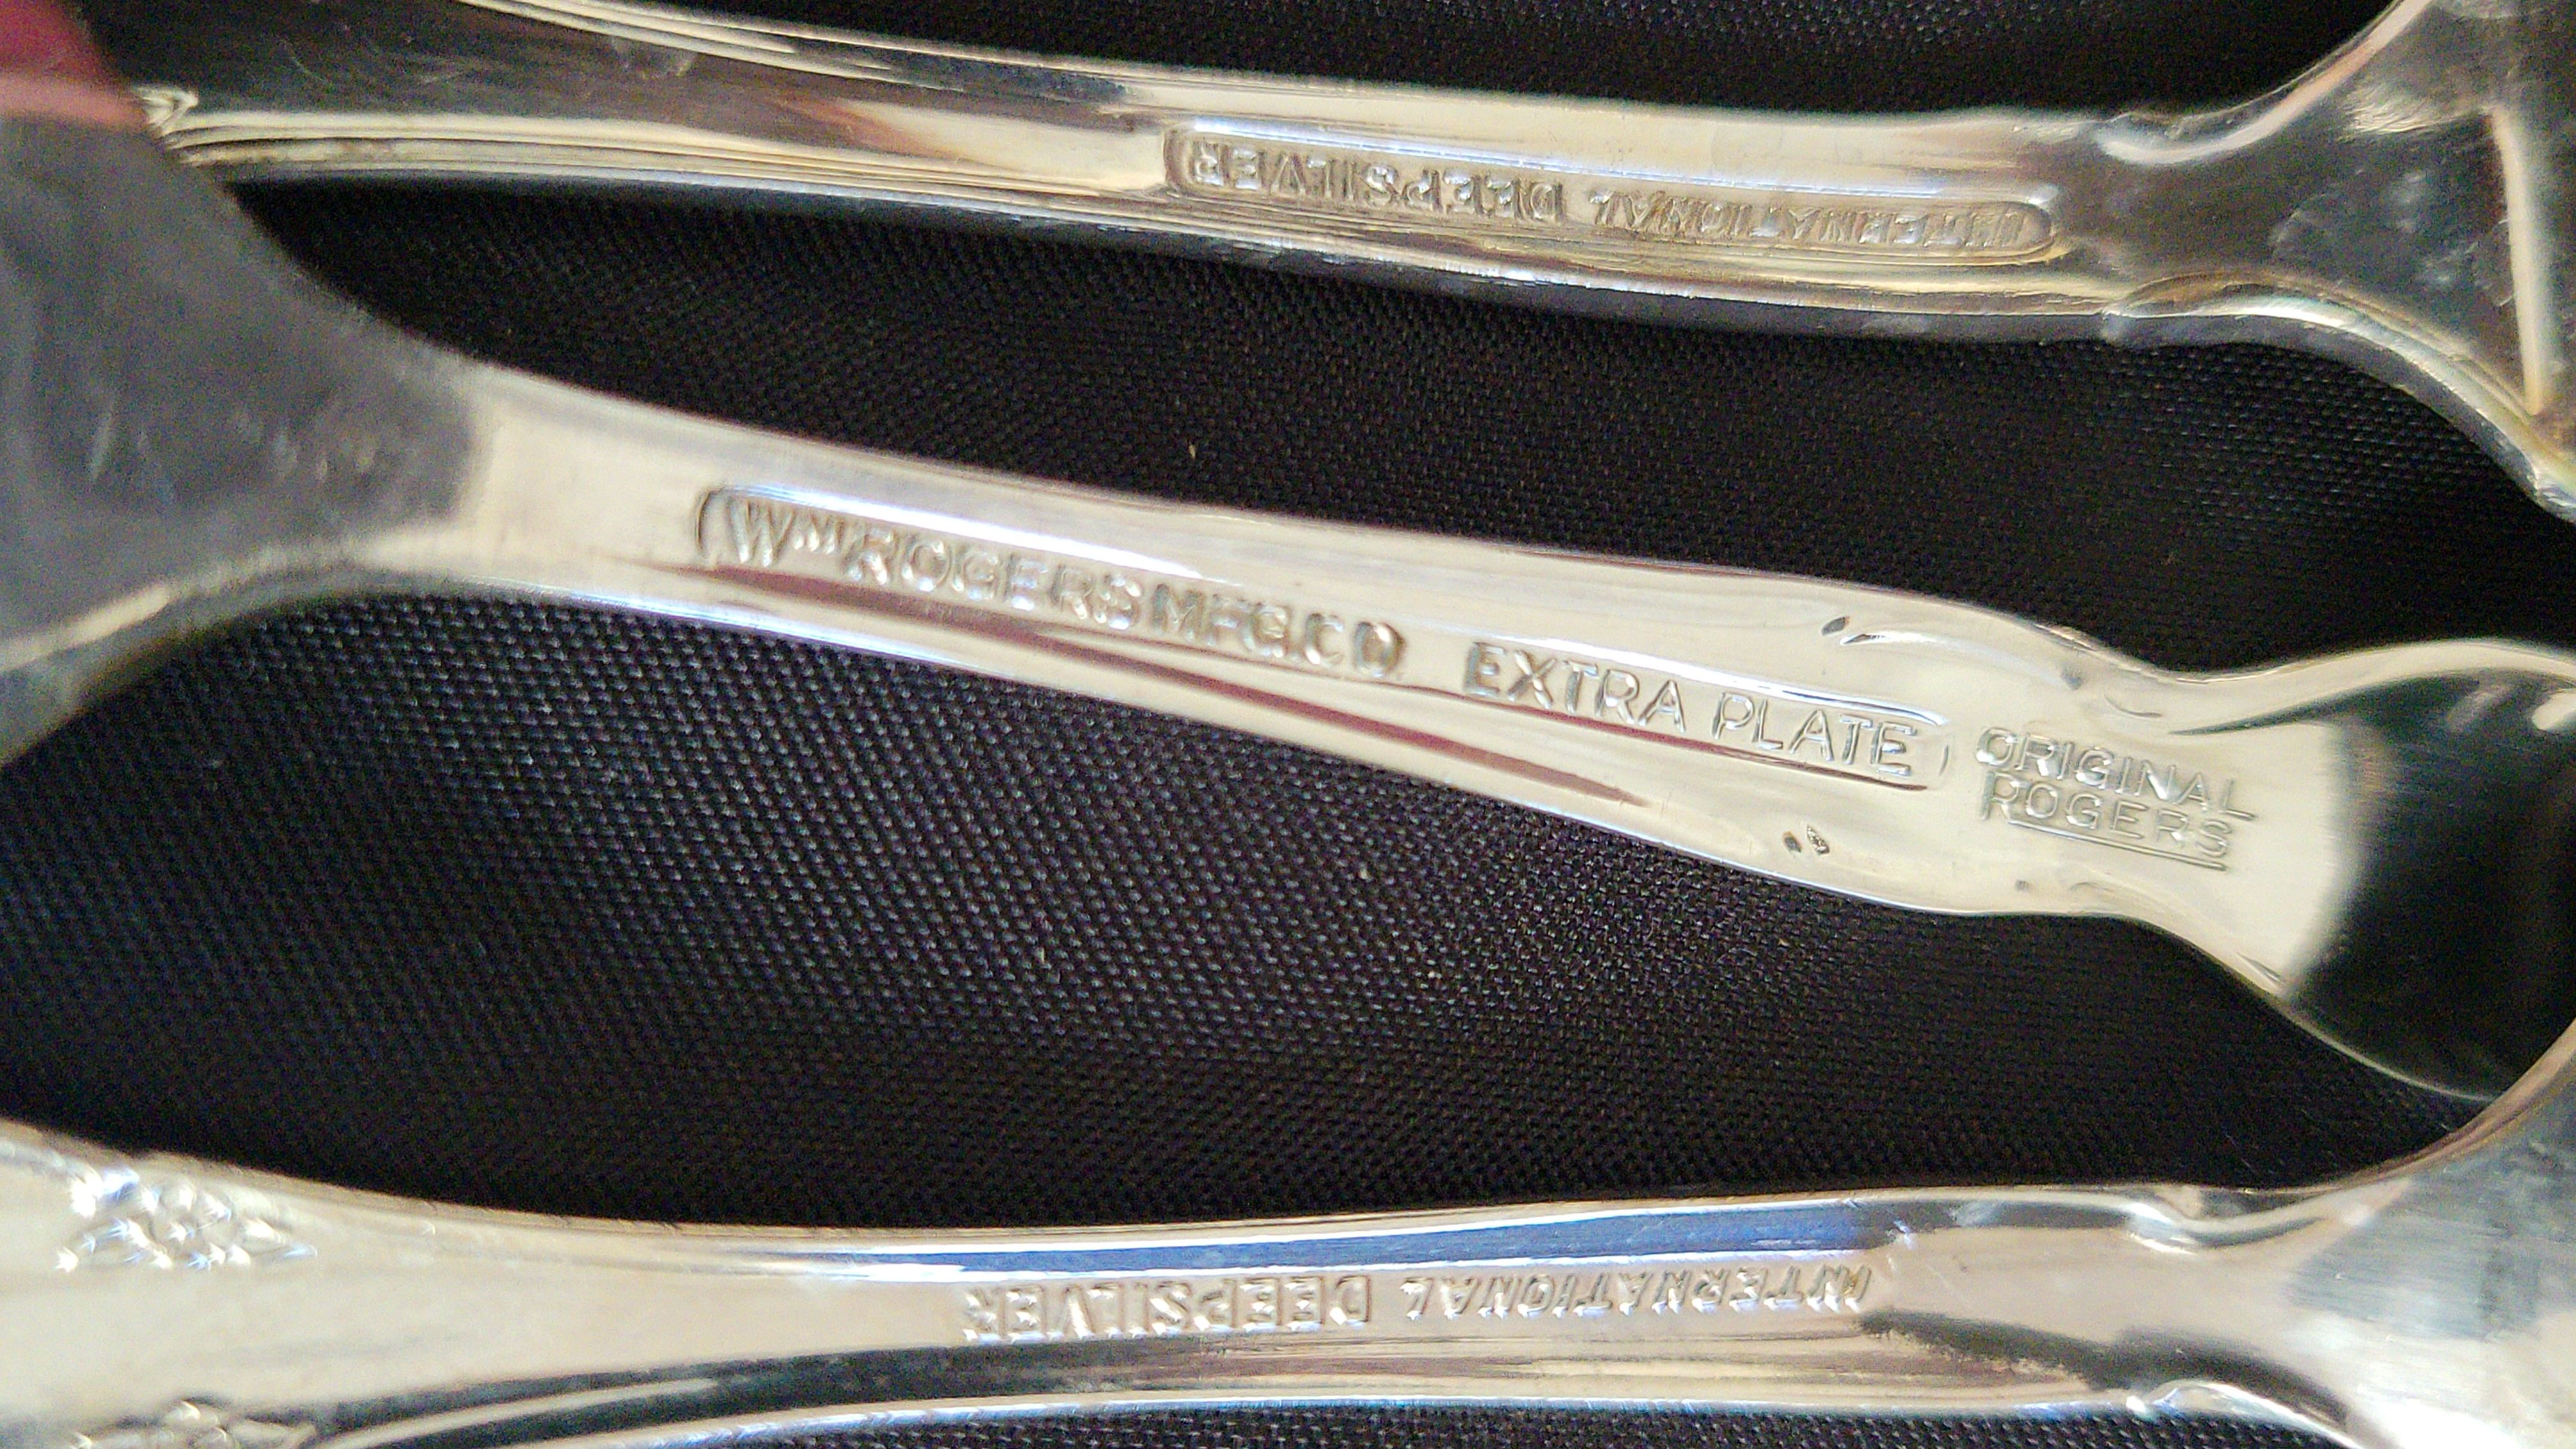 INTERNATIONAL DEEPSILVER
WM ROGERS MFG.CO. EXTRA PLATE
ORIGINAL
ROGERS
INTERNATIONAL DEEPSILVER